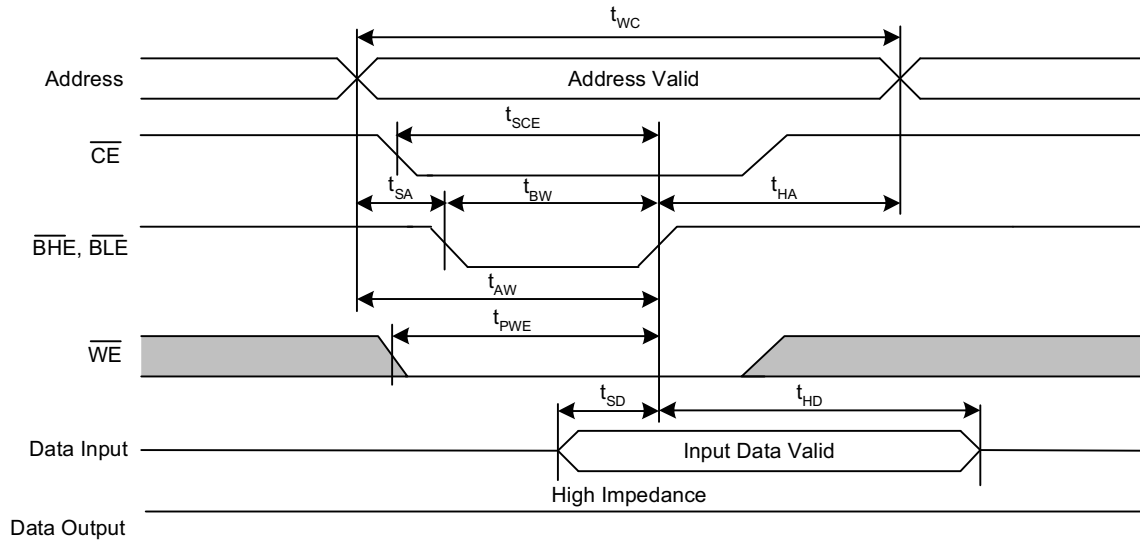 tWC
Address
Address Valid
tSCE
CE
tSA
tBW
tHA
BHE, BLE
tAW
tPWE
WE
tSD
tHD
Data Input
Input Data Valid
High Impedance
Data Output